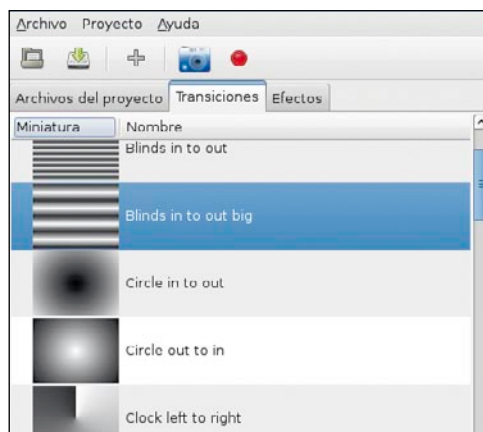 Archivo Proyecto Ayuda
Archivos del proyecto Transiciones Efectos
Miniatura Nombre
Blinds in to out
Blinds in to out big
Circle in to out
Circle out to in
Clock left to right